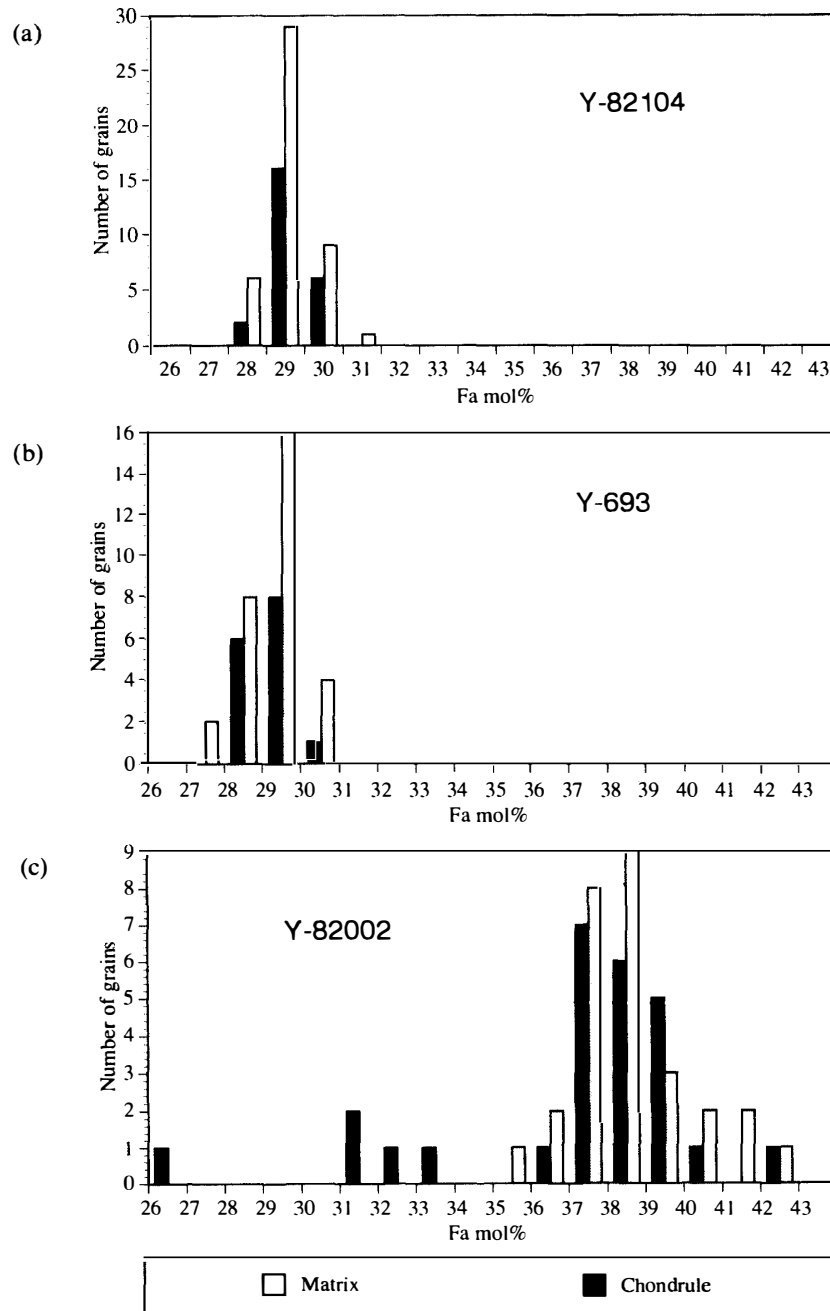 (a)
Y-82104
Number of grains
30
25
20
15
10
5
0
26 27 28 29 30 31 32 33 34 35 36 37 38 39 40 41 42 43
Fa mol%
(b)
Y-693
Number of grains
16
14
12
10
8
6
4
2
0
26 27 28 29 30 31 32 33 34 35 36 37 38 39 40 41 42 43
Fa mol%
(c)
Y-82002
Number of grains
9
8
7
6
5
4
3
2
1
0
26 27 28 29 30 31 32 33 34 35 36 37 38 39 40 41 42 43
Fa mol%
Matrix Chondrule